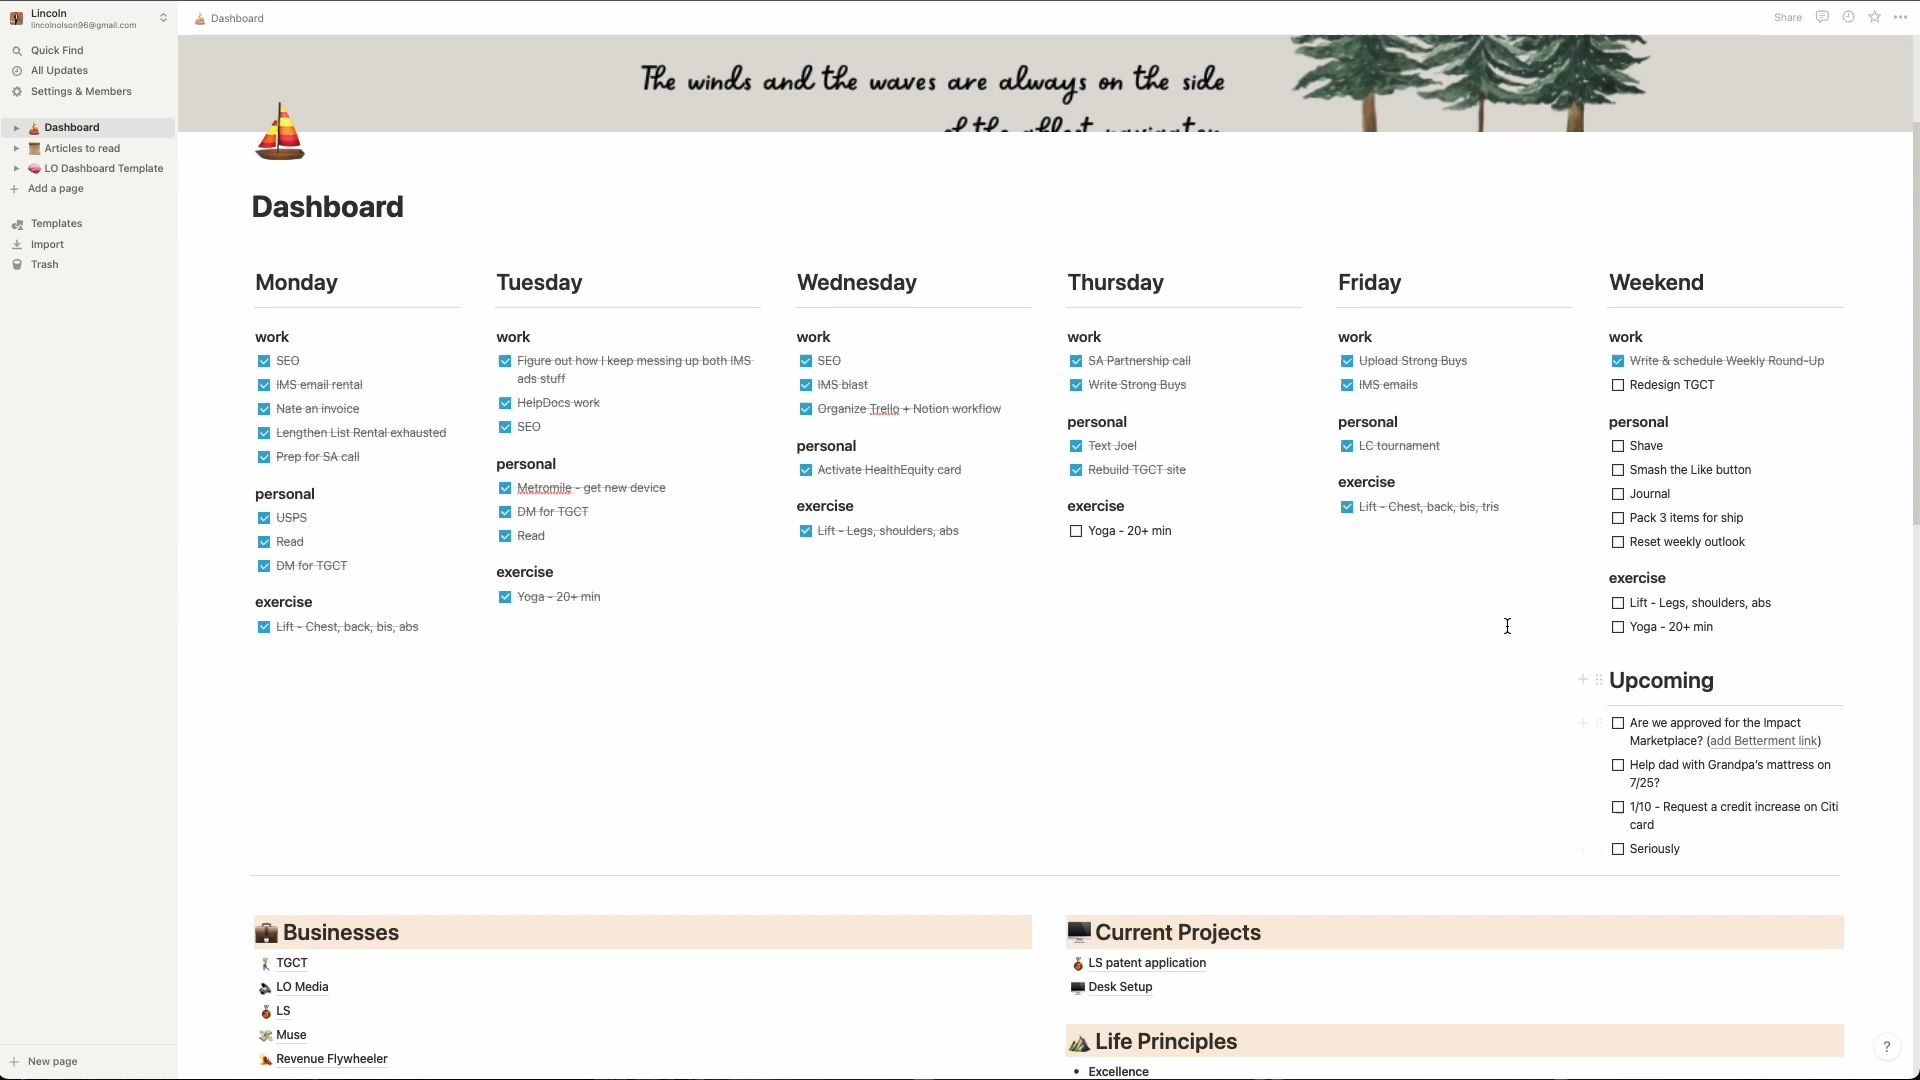 Lincoln
lincolnolson96@gmail.com
Quick Find
All Updates
Settings & Members
Dashboard
Articles to read
LO Dashboard Template
Add a page
Templates
Import
Trash
New page
Dashboard
Share
The winds and the waves are always on the side
of the ablest navigator
Dashboard
Monday
work
SEO
IMS email rental
Nate an invoice
Lengthen List Rental exhausted
Prep for SA call
personal
USPS
Read
DM for TGCT
exercise
Lift - Chest, back, bis, abs
Tuesday
work
Figure out how I keep messing up both IMS
ads stuff
HelpDocs work
SEO
personal
Metromile - get new device
DM for TGCT
Read
exercise
Yoga - 20+ min
Wednesday
work
SEO
IMS blast
Organize Trello + Notion workflow
personal
Activate HealthEquity card
exercise
Lift - Legs, shoulders, abs
Thursday
work
SA Partnership call
Write Strong Buys
personal
Text Joel
Rebuild TGCT site
exercise
Yoga - 20+ min
Friday
work
Upload Strong Buys
IMS emails
personal
LC tournament
exercise
Lift - Chest, back, bis, tris
Weekend
work
Write & schedule Weekly Round-Up
Redesign TGCT
personal
Shave
Smash the Like button
Journal
Pack 3 items for ship
Reset weekly outlook
exercise
Lift - Legs, shoulders, abs
Yoga - 20+ min
Upcoming
Are we approved for the Impact
Marketplace? (add Betterment link)
Help dad with Grandpa's mattress on
7/25?
1/10 - Request a credit increase on Citi
card
Seriously
Businesses
TGCT
LO Media
LS
Muse
Revenue Flywheeler
Current Projects
LS patent application
Desk Setup
Life Principles
Excellence
?